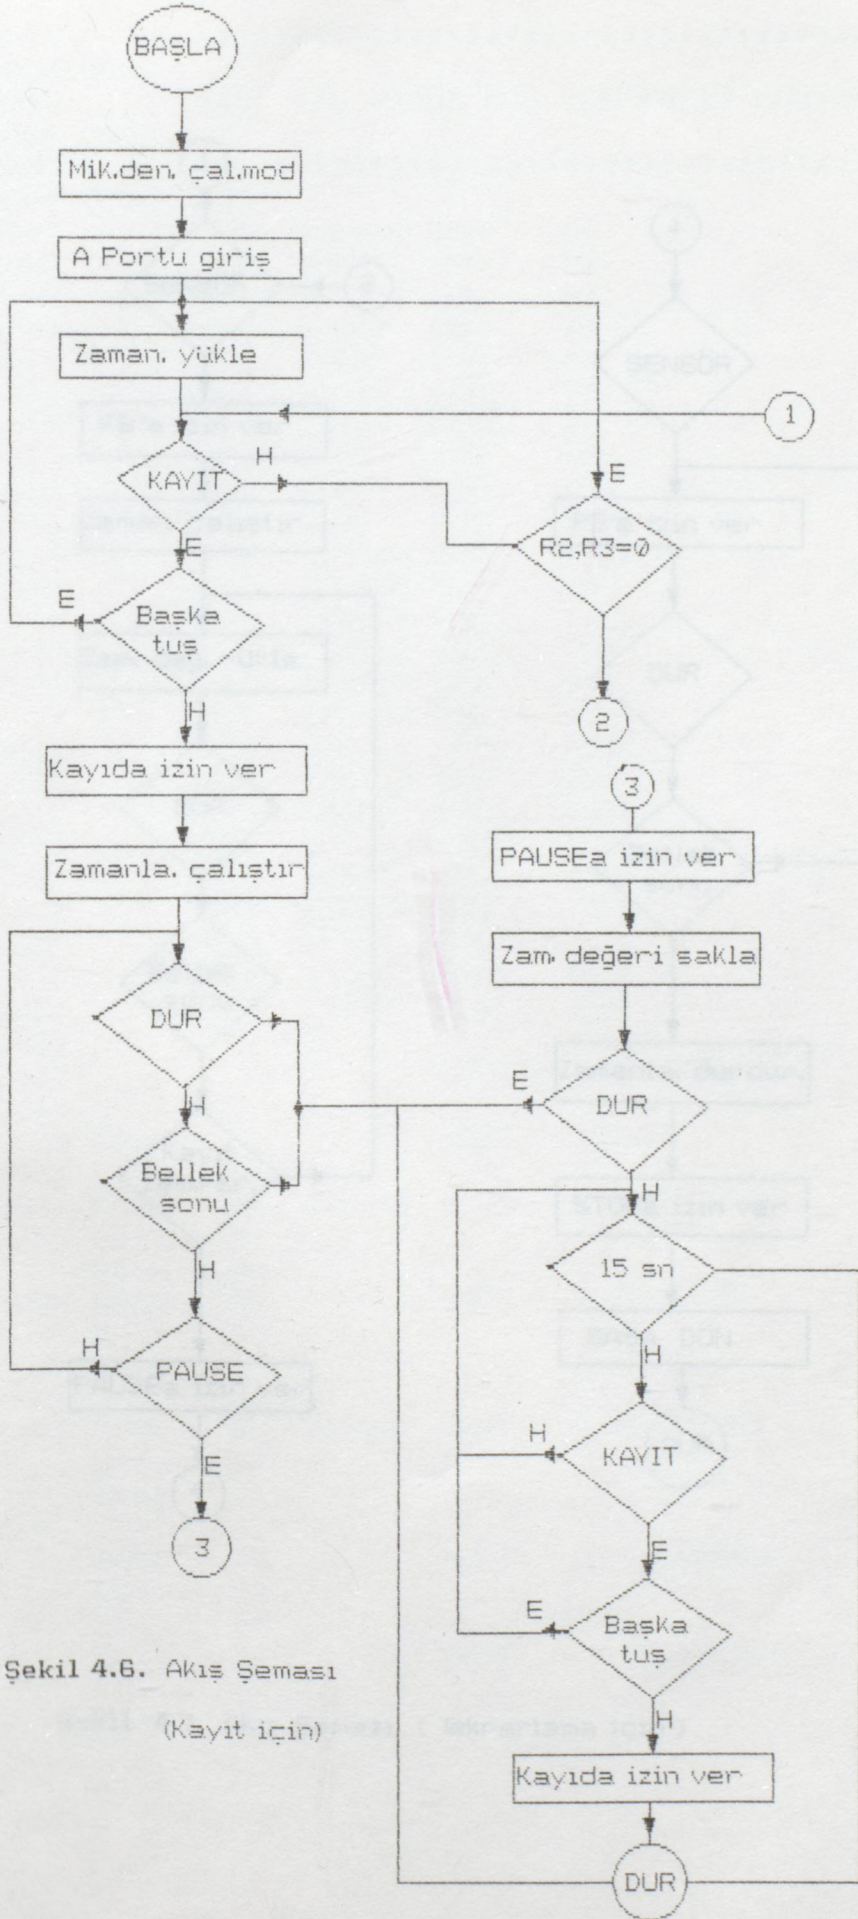 BAŞLA
Mik.den. çal.mod
A Portu giriş
Zaman. yükle
1
KAYIT
H
E
E
R2,R3=0
E
Başka
tuş
H
2
Kayıda izin ver
Zamanla. çalıştır
DUR
H
Bellek
sonu
H
H
PAUSE
E
3
3
PAUSEa izin ver
Zam. değeri sakla
E
DUR
H
15 sn
H
H
KAYIT
E
E
Başka
tuş
H
Kayıda izin ver
DUR
Şekil 4.6. Akış Şeması
(Kayıt için)